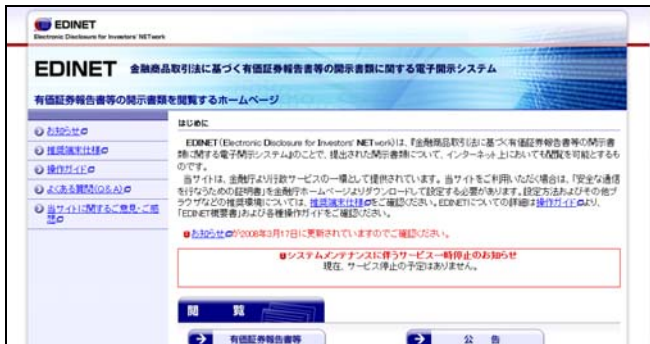 EDINET
Electronic Disclosure for Investors' NETwork
EDINET 金融商品取引法に基づく有価証券報告書等の開示書類に関する電子開示システム
有価証券報告書等の開示書類を閲覧するホームページ
お知らせ
推奨端末仕様
操作ガイド
よくある質問(Q&A)
当サイトに関するご意見・ご感
想
はじめに
EDINET(Electronic Disclosure for Investors' NETwork)は、『金融商品取引法に基づく有価証券報告書等の開示書
類に関する電子開示システム』のことで、提出された開示書類について、インターネット上においても閲覧を可能とするも
のです。
当サイトは、金融庁より行政サービスの一環として提供されています。当サイトをご利用いただく場合は、「安全な通信
を行なうための証明書」を金融庁ホームページよりダウンロードして設定する必要があります。設定方法およびその他ブ
ラウザなどの推奨環境については、推奨端末仕様をご確認ください。EDINETについての詳細は操作ガイドより、
「EDINET概要書」および各種操作ガイドをご確認ください。
お知らせが2008年3月17日に更新されていますのでご確認ください。
システムメンテナンスに伴うサービス一時停止のお知らせ
現在、サービス停止の予定はありません。
閲 覧
有価証券報告書等
公 告